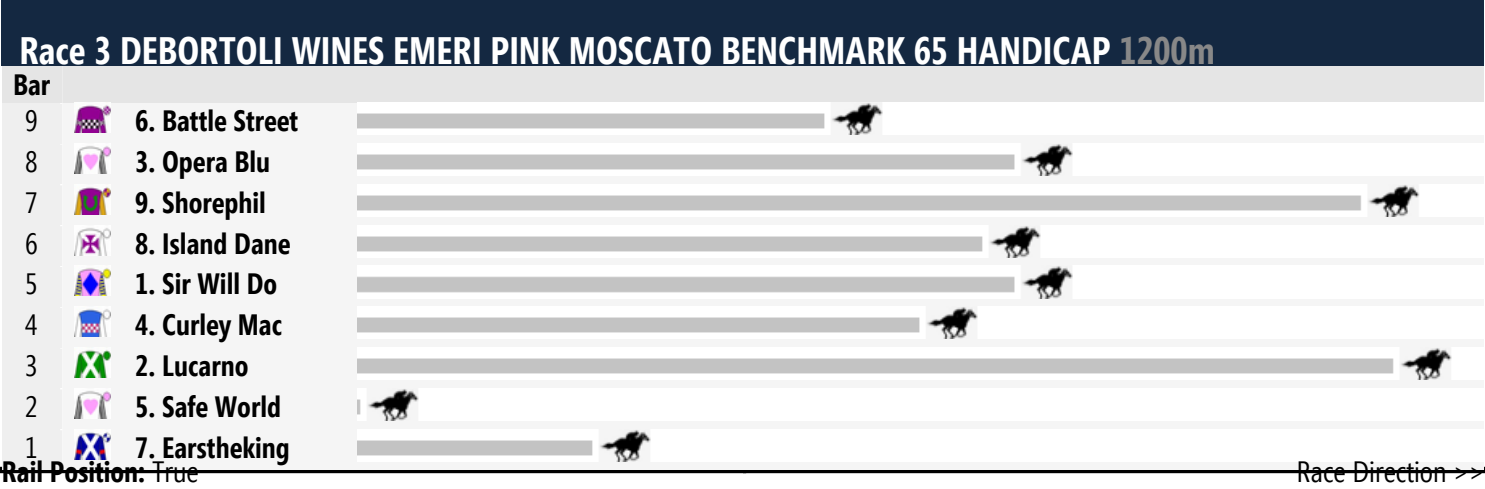 Race 3 DEBORTOLI WINES EMERI PINK MOSCATO BENCHMARK 65 HANDICAP 1200m
Bar
9 6. Battle Street
8 3. Opera Blu
7 9. Shorephil
6 8. Island Dane
5 1. Sir Will Do
4 4. Curley Mac
3 2. Lucarno
2 5. Safe World
1 7. Earstheking
Rail Position: True Race Direction >>